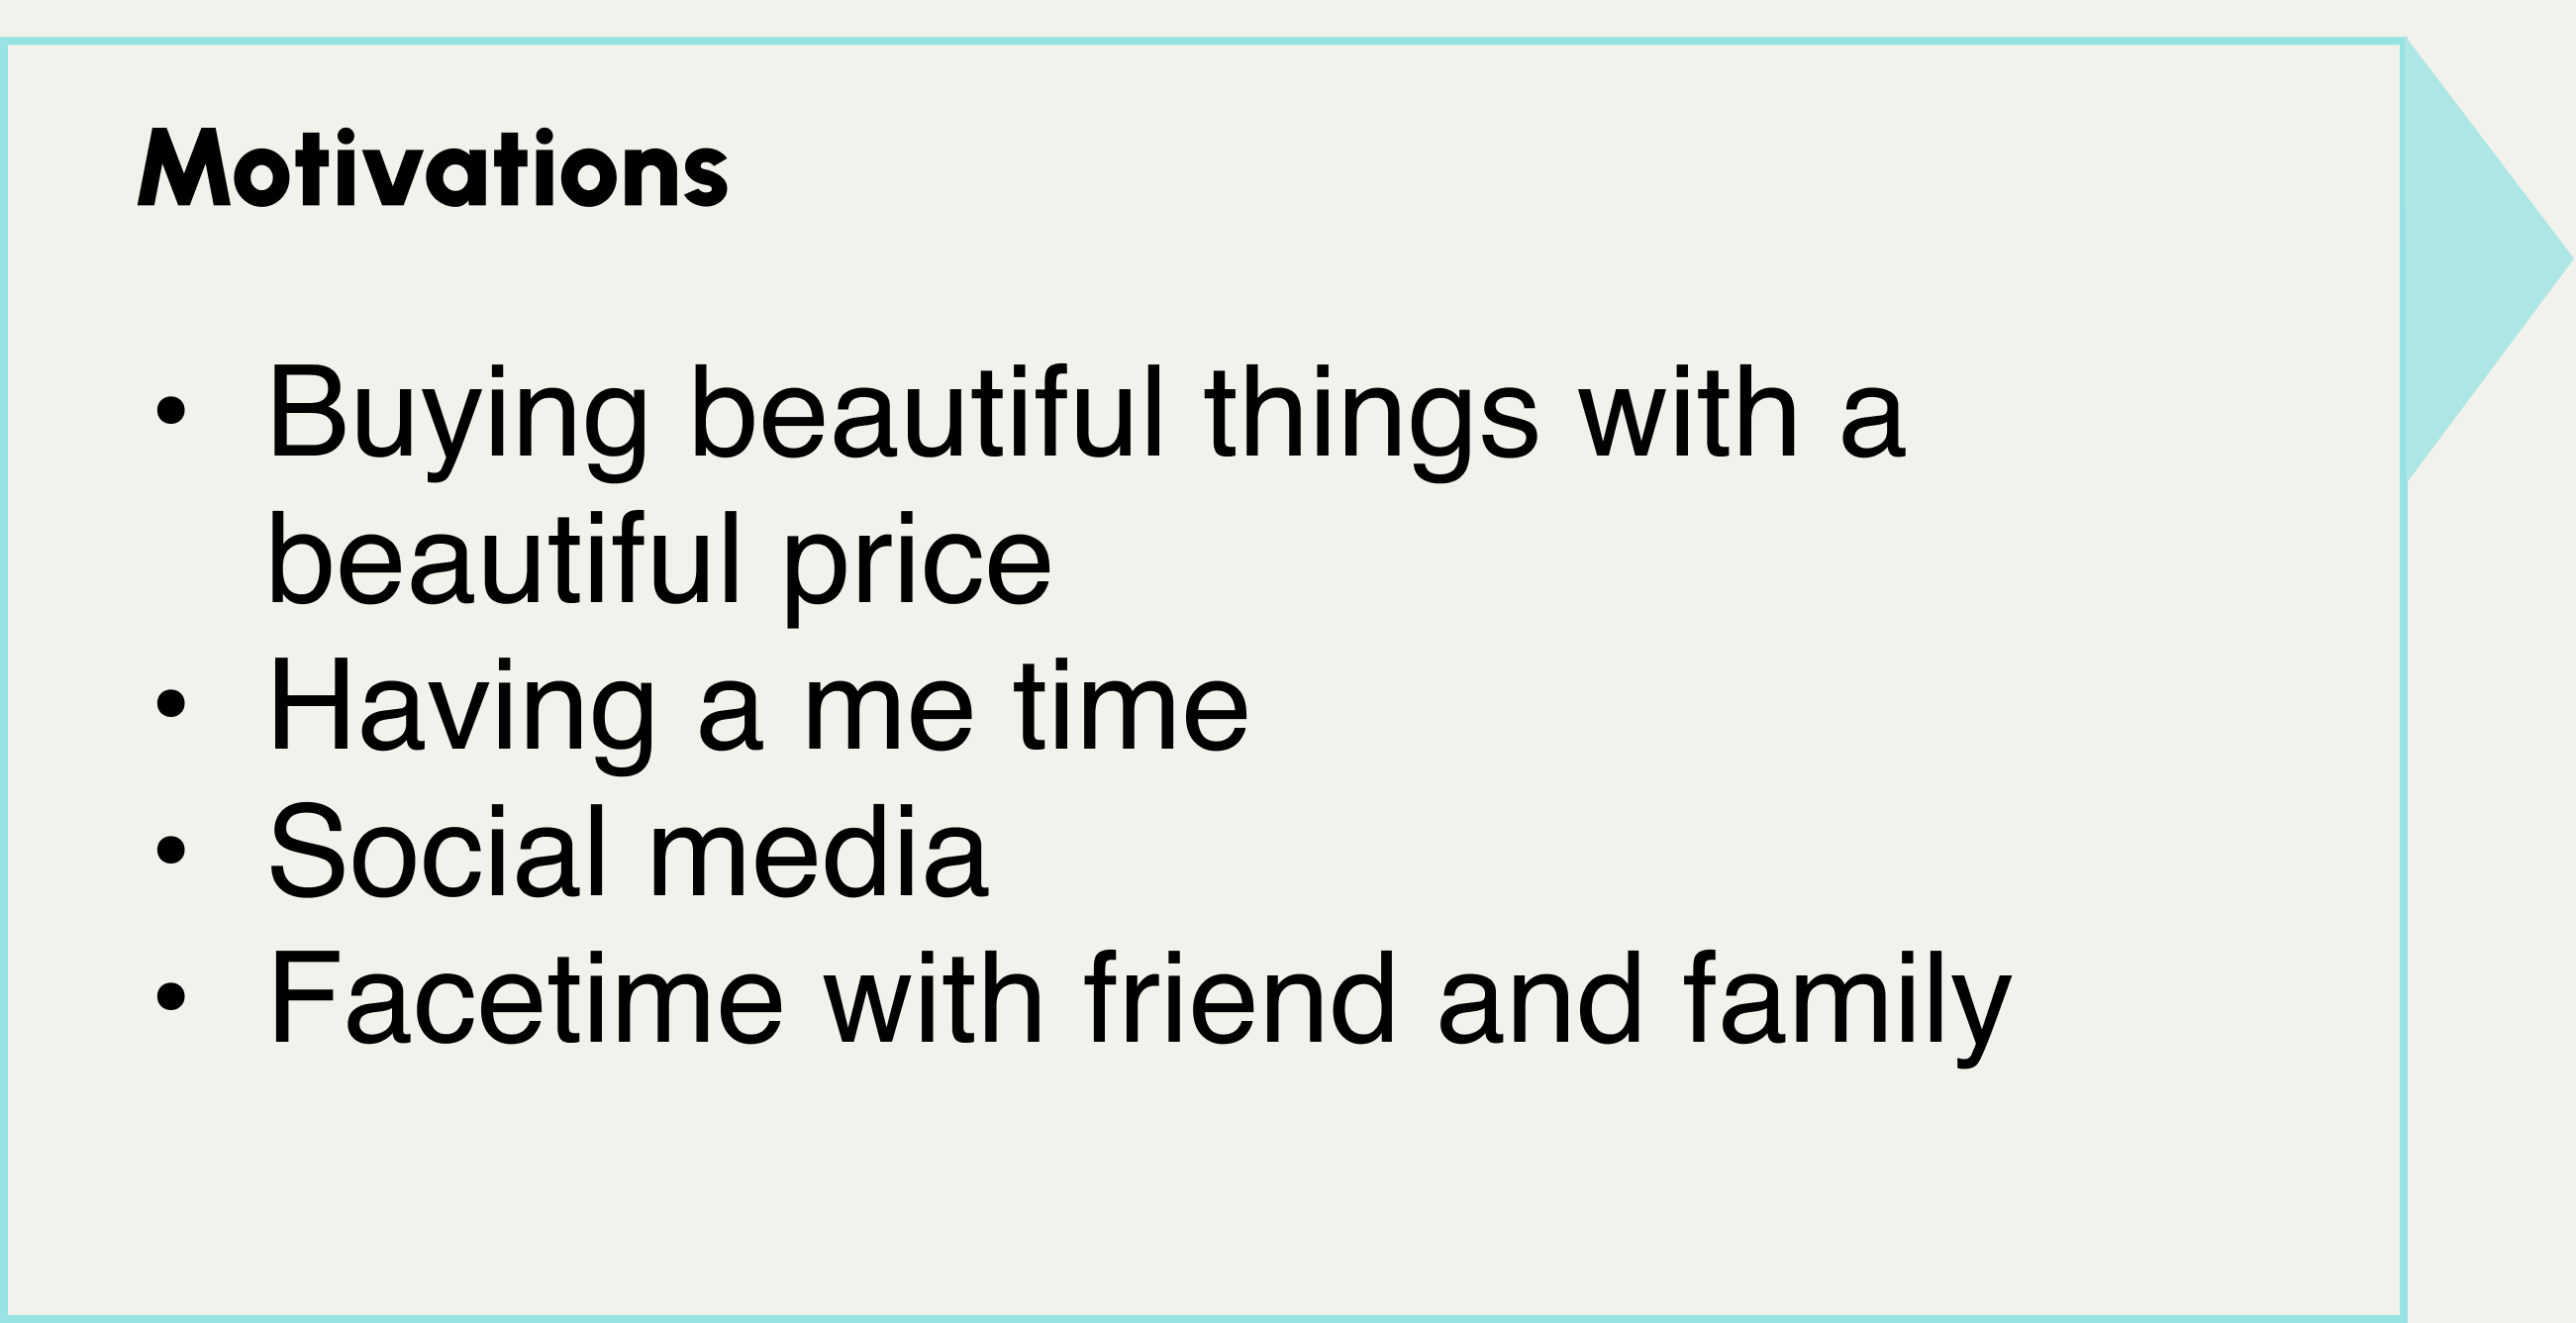 Motivations
• Buying beautiful things with a
beautiful price
• Having a me time
• Social media
• Facetime with friend and family